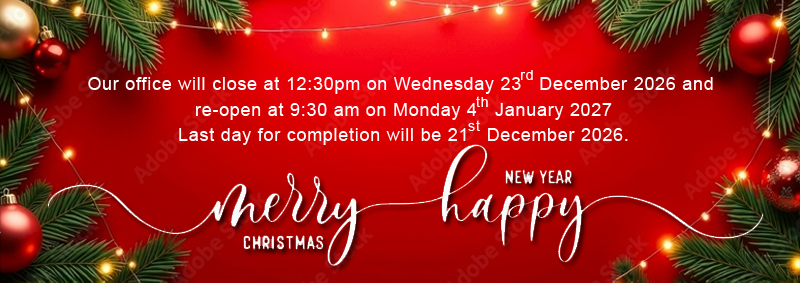 Our office will close at 12:30pm on Wednesday 23rd December 2026 and
re-open at 9:30 am on Monday 4th January 2027
Last day for completion will be 21st December 2026.
merry CHRISTMAS
happy NEW YEAR
Adobe Stock